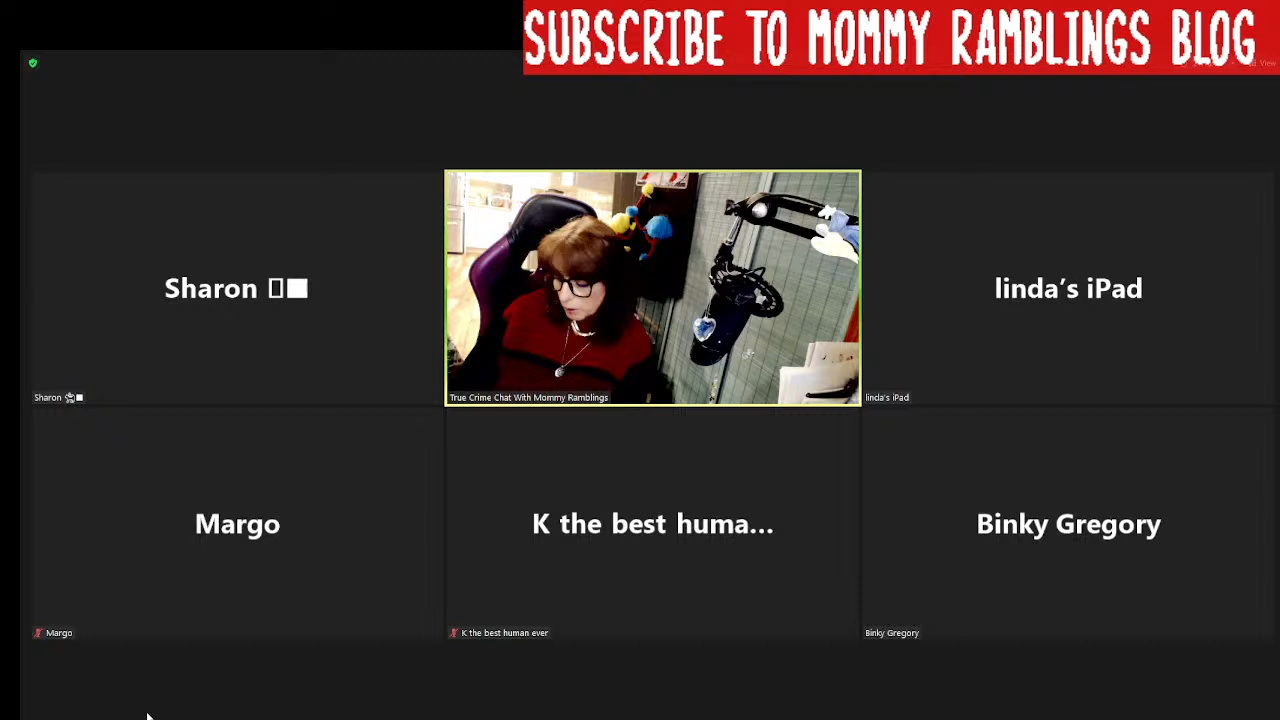 SUBSCRIBE TO MOMMY RAMBLINGS BLOG
View
Sharon
linda's iPad
Sharon
True Crime Chat With Mommy Ramblings
linda's iPad
Margo
K the best huma...
Binky Gregory
Margo
K the best human ever
Binky Gregory